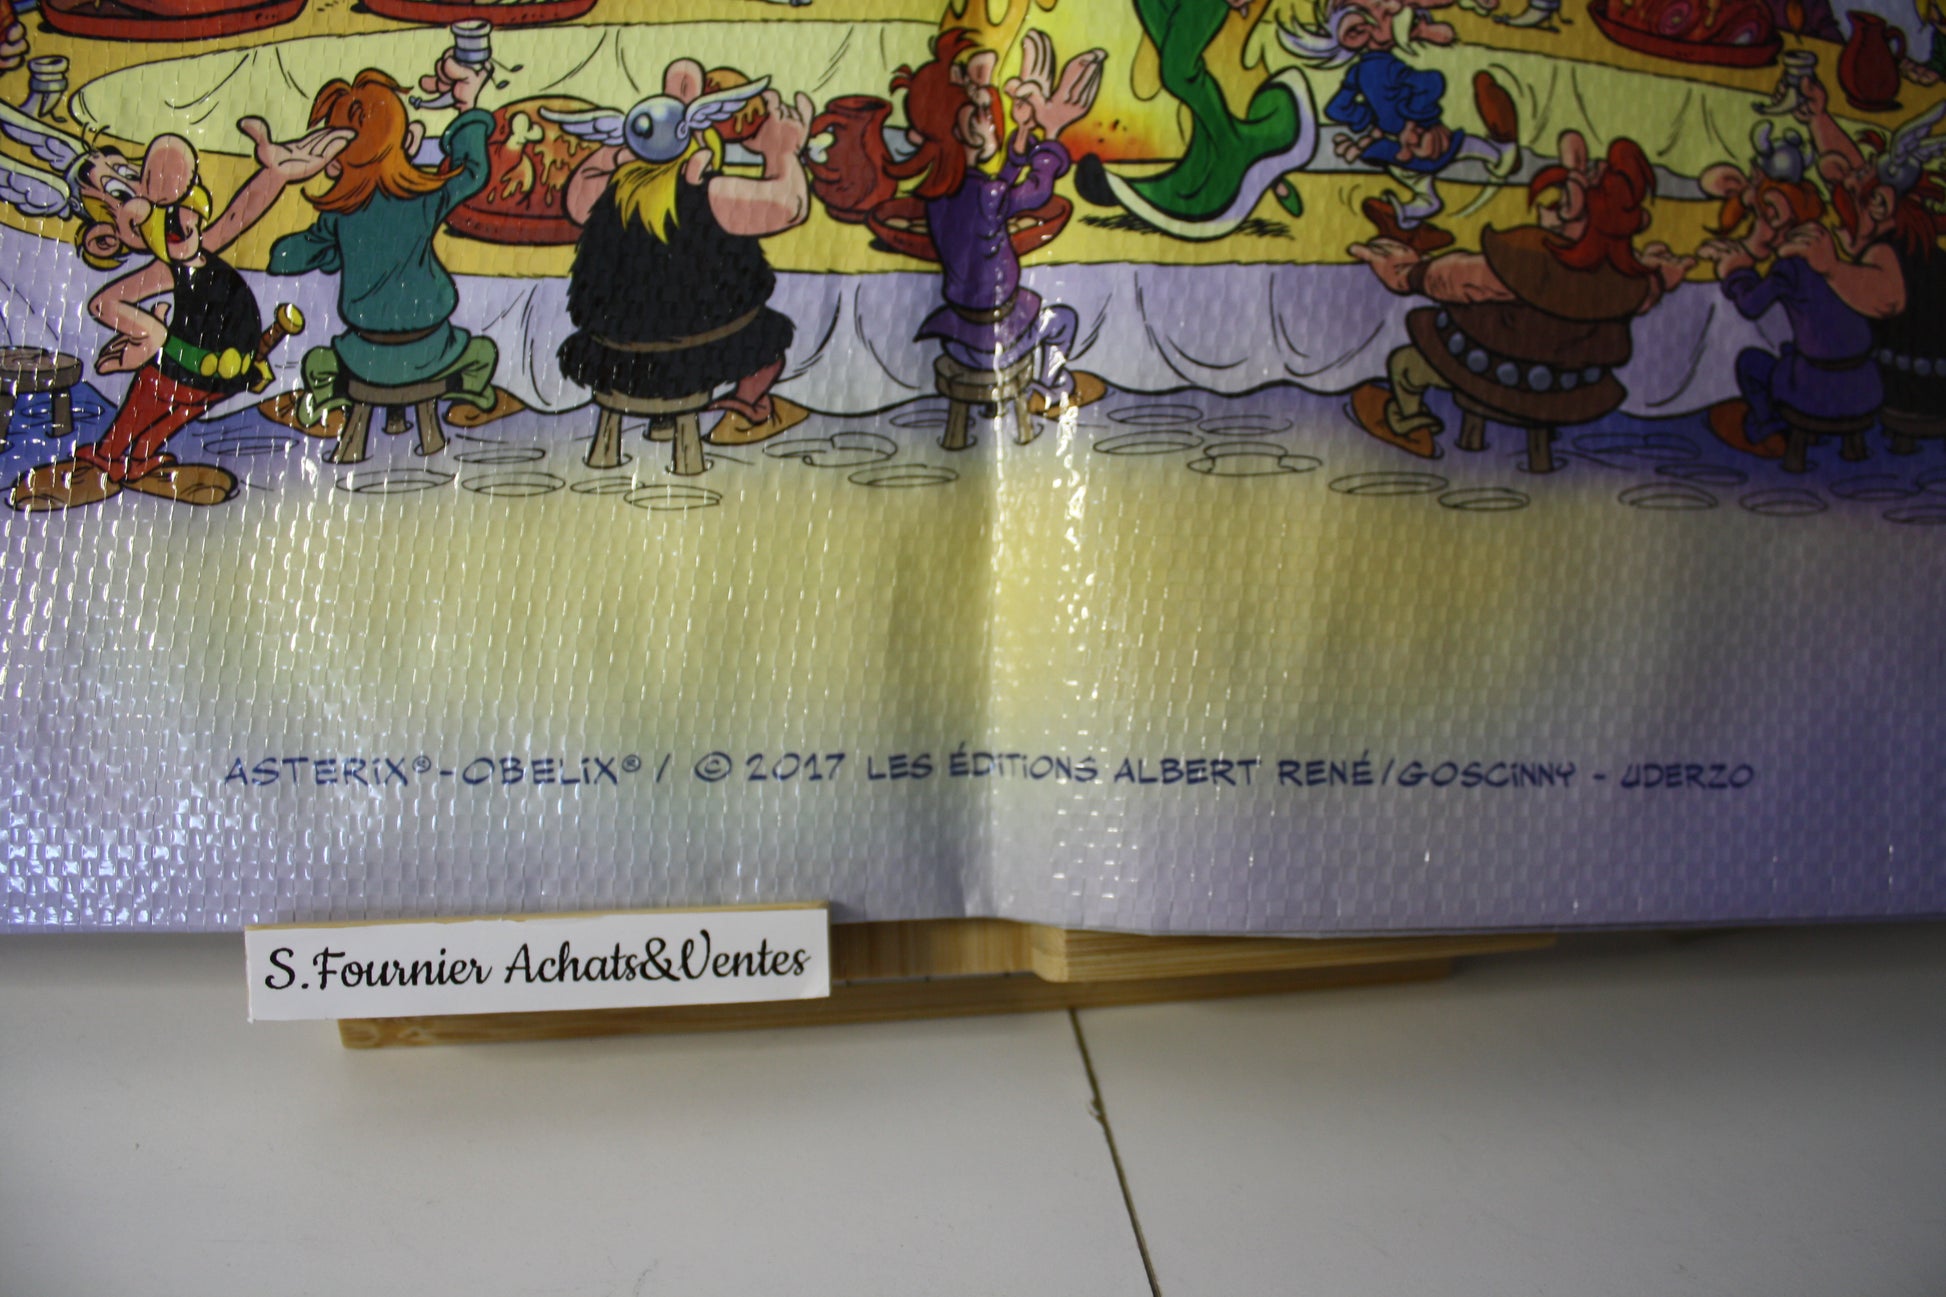 ASTERIX®-OBELIX® / © 2017 LES ÉDITIONS ALBERT RENÉ/GOSCINNY - UDERZO
S.Fournier Achats&Ventes